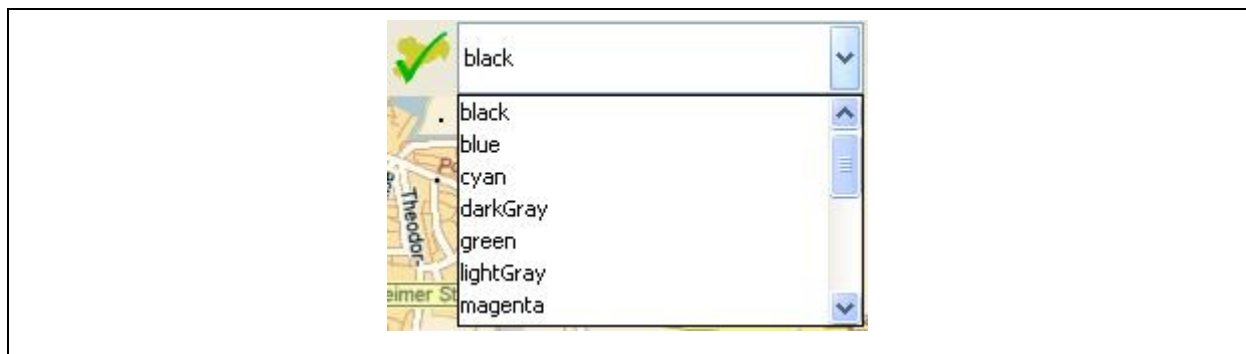 black
black
blue
cyan
darkGray
green
lightGray
magenta
Theodor-
eimer St